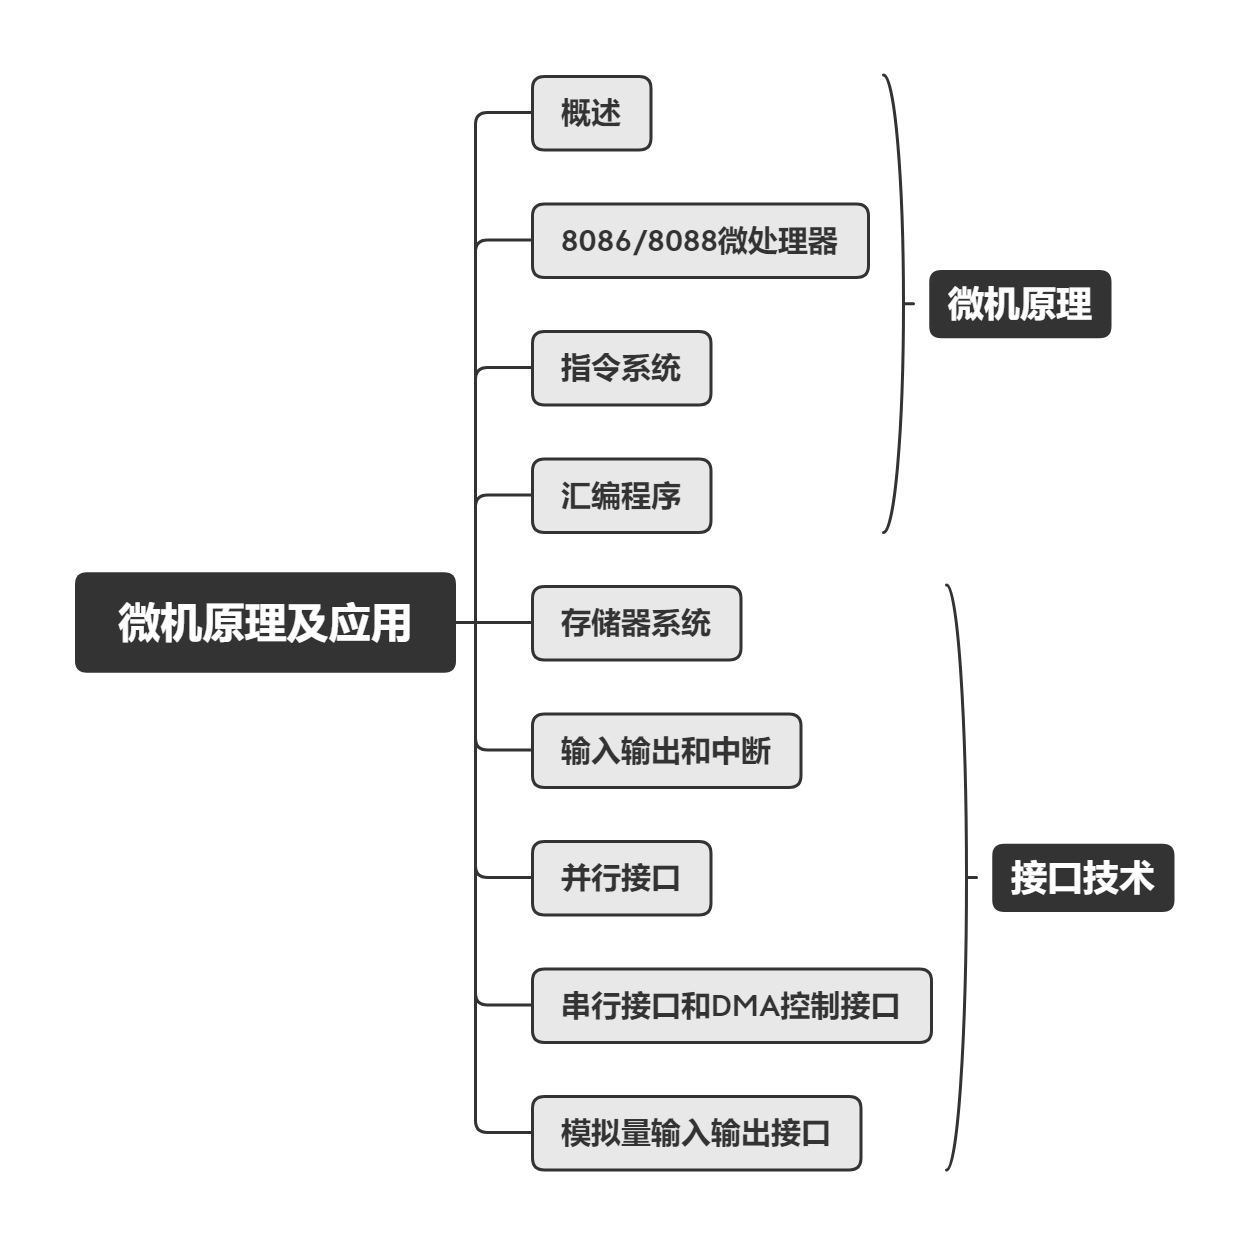 概述
8086/8088微处理器
微机原理
指令系统
汇编程序
微机原理及应用
存储器系统
输入输出和中断
并行接口
接口技术
串行接口和DMA控制接口
模拟量输入输出接口